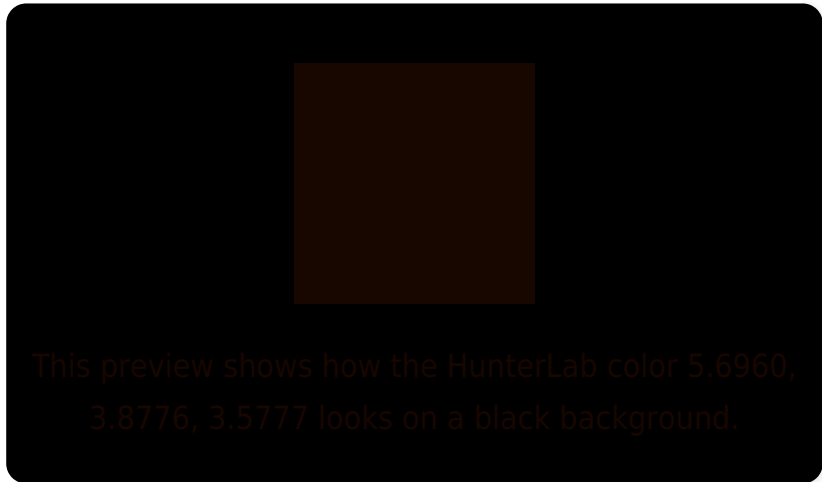 This preview shows how the HunterLab color 5.6960,
3.8776, 3.5777 looks on a black background.